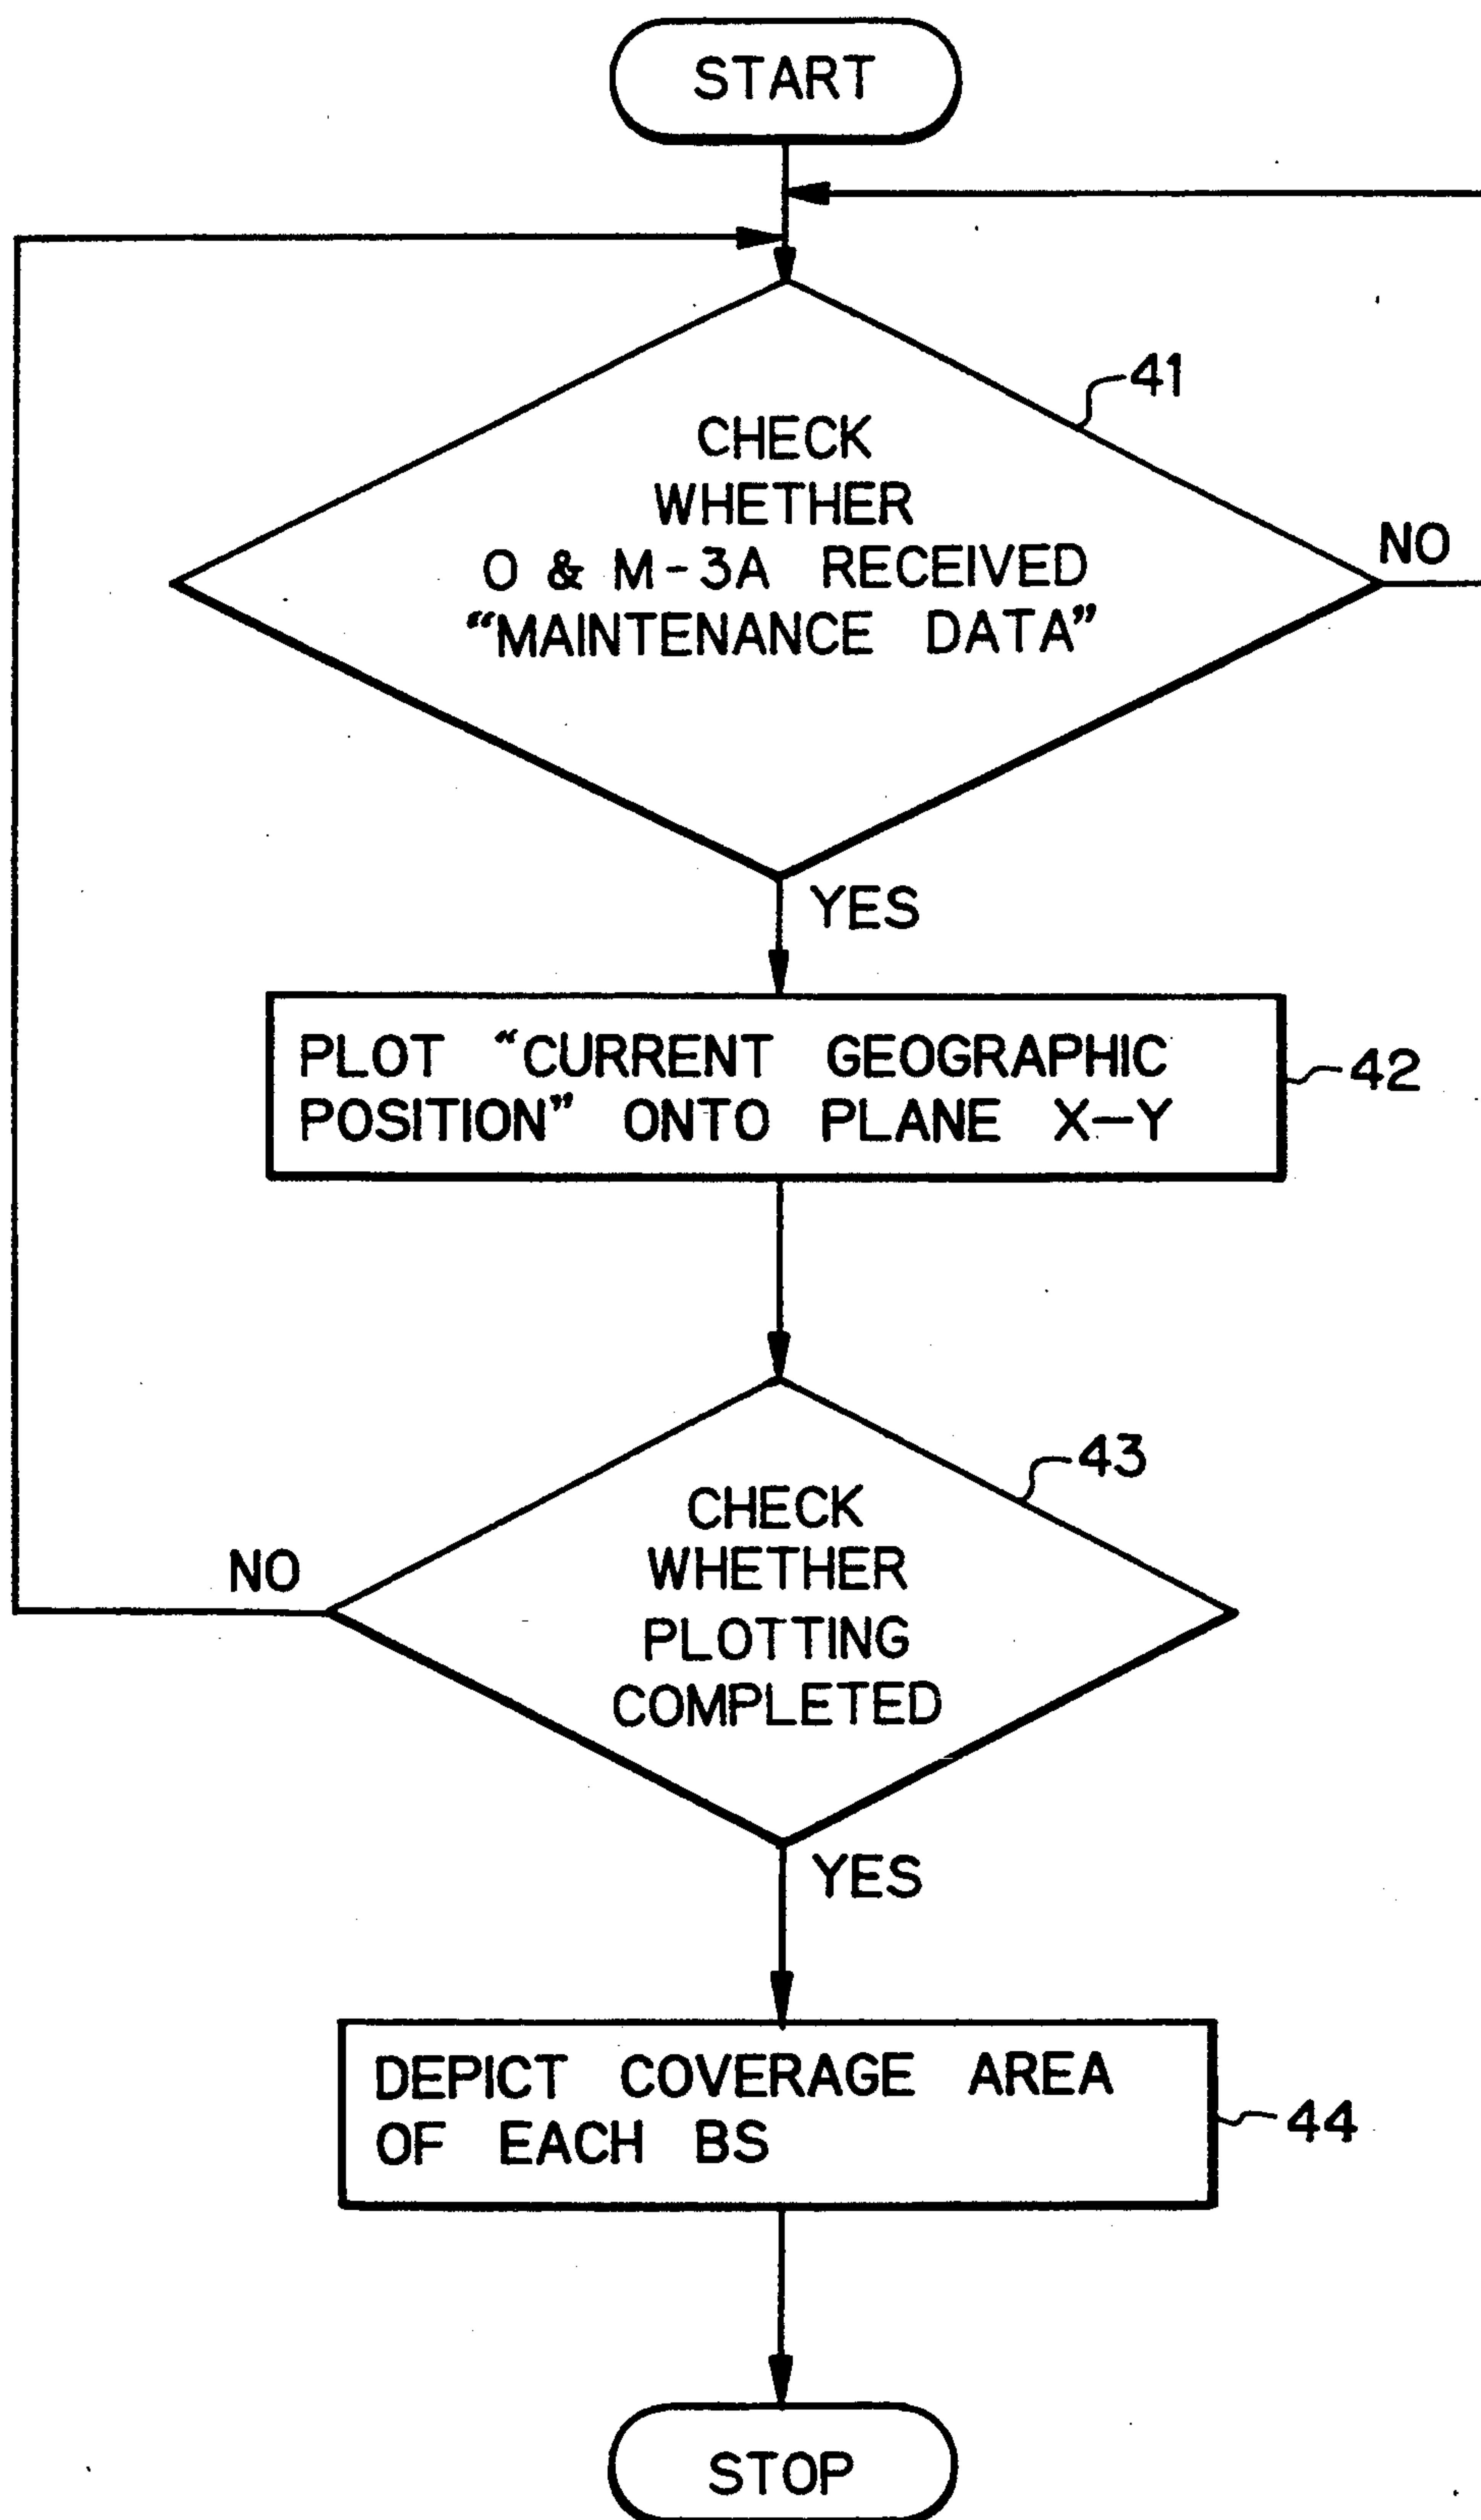 START
41
CHECK
WHETHER
O & M-3A RECEIVED
“MAINTENANCE DATA”
NO
YES
PLOT “CURRENT GEOGRAPHIC
POSITION” ONTO PLANE X-Y
42
43
CHECK
WHETHER
PLOTTING
COMPLETED
NO
YES
DEPICT COVERAGE AREA
OF EACH BS
44
STOP